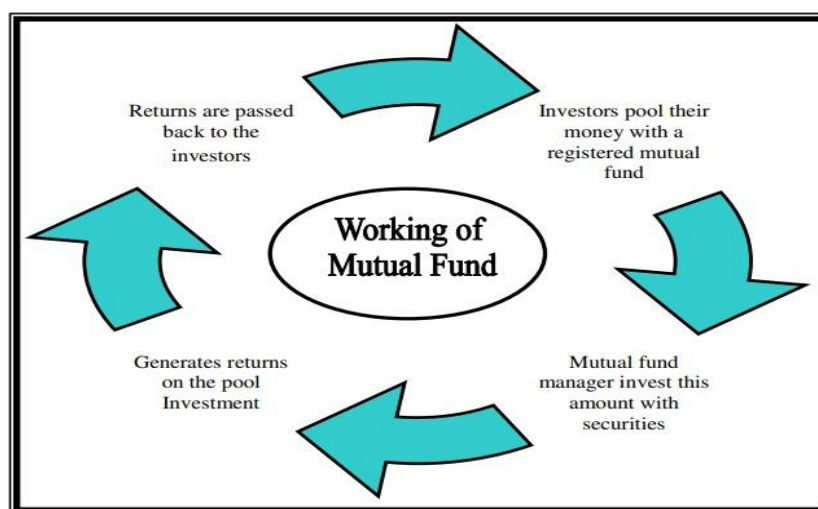 Returns are passed
back to the
investors
Investors pool their
money with a
registered mutual
fund
Working of
Mutual Fund
Generates returns
on the pool
Investment
Mutual fund
manager invest this
amount with
securities